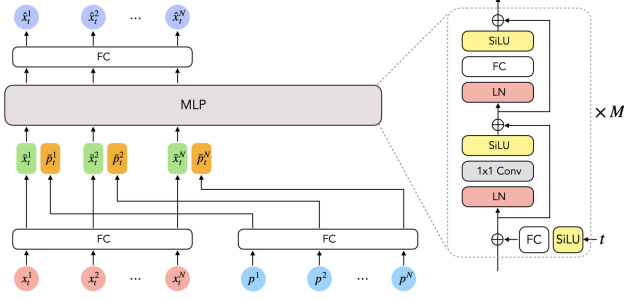 x̂_t^1 x̂_t^2 ... x̂_t^N
FC
MLP
x̄_t^1 p̄_t^1 x̄_t^2 p̄_t^2 ... x̄_t^N p̄_t^N
FC FC
x_t^1 x_t^2 ... x_t^N p^1 p^2 ... p^N
SiLU
FC
LN
SiLU
1x1 Conv
LN
FC SiLU t
× M